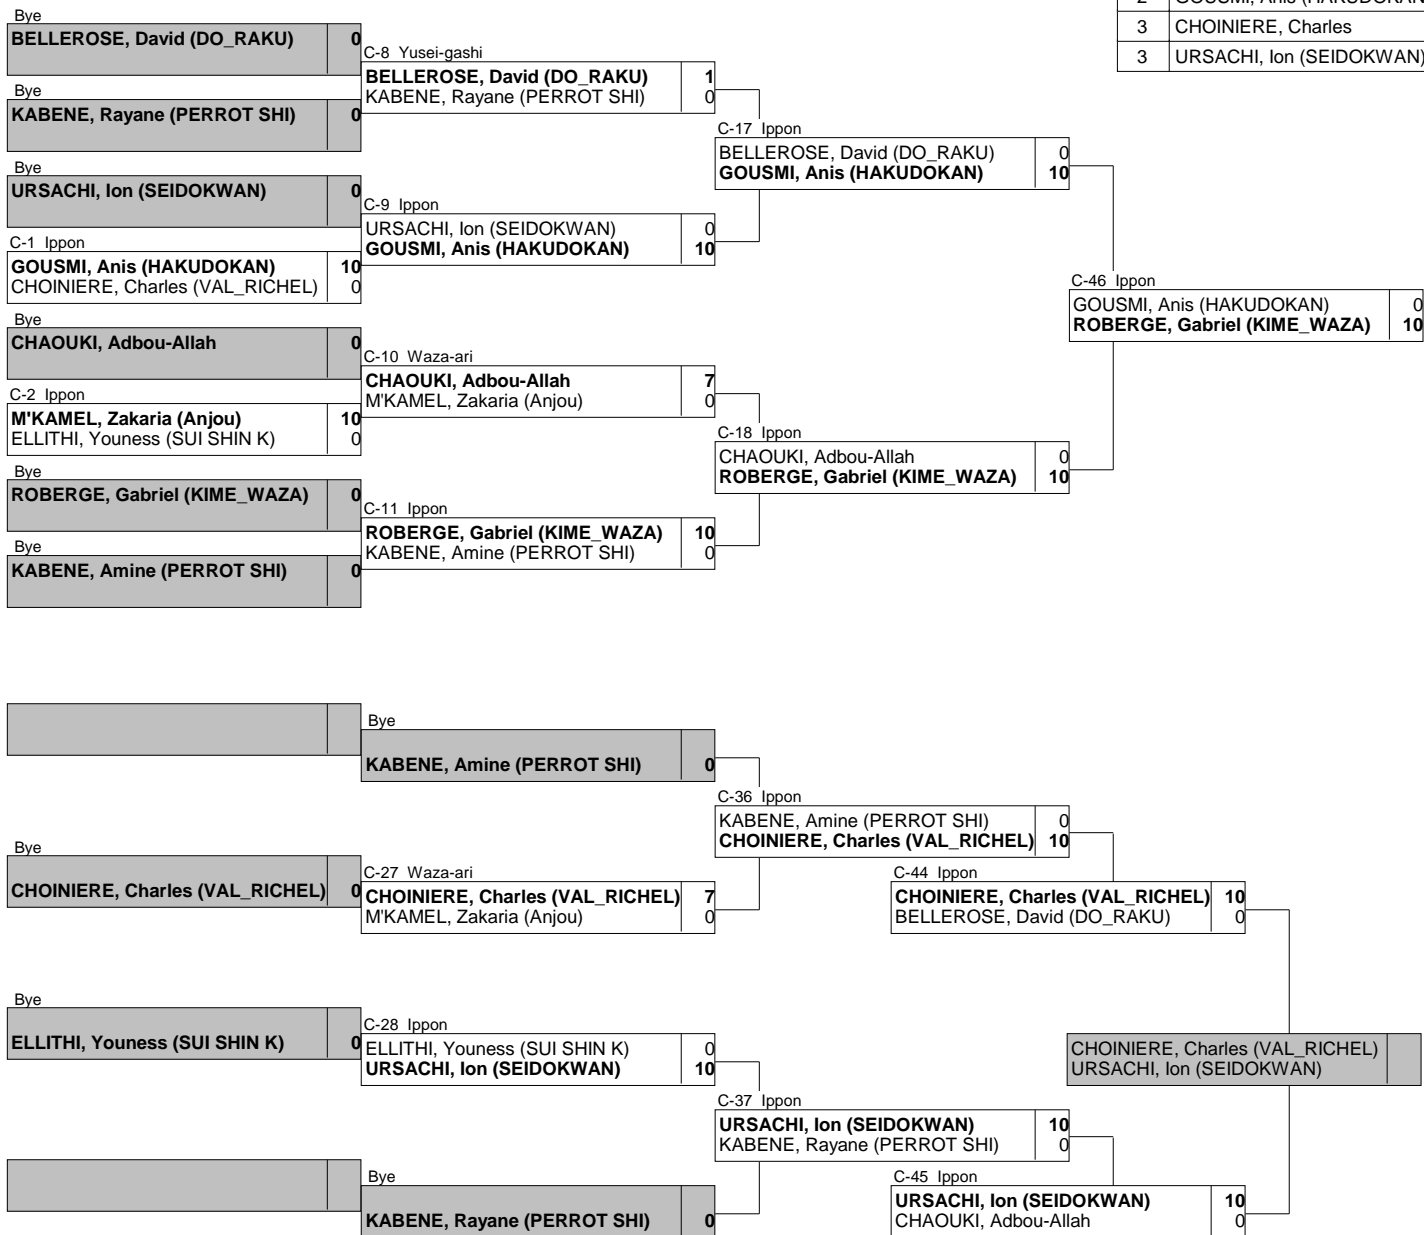 2 GOUSMI, Anis (HAKUDOKAN)
3 CHOINIERE, Charles
3 URSACHI, Ion (SEIDOKWAN)
Bye
BELLEROSE, David (DO_RAKU) 0
Bye
KABENE, Rayane (PERROT SHI) 0
Bye
URSACHI, Ion (SEIDOKWAN) 0
C-1 Ippon
GOUSMI, Anis (HAKUDOKAN) 10
CHOINIERE, Charles (VAL_RICHEL) 0
Bye
CHAOUKI, Adbou-Allah 0
C-2 Ippon
M'KAMEL, Zakaria (Anjou) 10
ELLITHI, Youness (SUI SHIN K) 0
Bye
ROBERGE, Gabriel (KIME_WAZA) 0
Bye
KABENE, Amine (PERROT SHI) 0
C-8 Yusei-gashi
BELLEROSE, David (DO_RAKU) 1
KABENE, Rayane (PERROT SHI) 0
C-9 Ippon
URSACHI, Ion (SEIDOKWAN) 0
GOUSMI, Anis (HAKUDOKAN) 10
C-10 Waza-ari
CHAOUKI, Adbou-Allah 7
M'KAMEL, Zakaria (Anjou) 0
C-11 Ippon
ROBERGE, Gabriel (KIME_WAZA) 10
KABENE, Amine (PERROT SHI) 0
C-17 Ippon
BELLEROSE, David (DO_RAKU) 0
GOUSMI, Anis (HAKUDOKAN) 10
C-18 Ippon
CHAOUKI, Adbou-Allah 0
ROBERGE, Gabriel (KIME_WAZA) 10
C-46 Ippon
GOUSMI, Anis (HAKUDOKAN) 0
ROBERGE, Gabriel (KIME_WAZA) 10
Bye
CHOINIERE, Charles (VAL_RICHEL) 0
Bye
ELLITHI, Youness (SUI SHIN K) 0
Bye
KABENE, Amine (PERROT SHI) 0
C-27 Waza-ari
CHOINIERE, Charles (VAL_RICHEL) 7
M'KAMEL, Zakaria (Anjou) 0
C-28 Ippon
ELLITHI, Youness (SUI SHIN K) 0
URSACHI, Ion (SEIDOKWAN) 10
Bye
KABENE, Rayane (PERROT SHI) 0
C-36 Ippon
KABENE, Amine (PERROT SHI) 0
CHOINIERE, Charles (VAL_RICHEL) 10
C-37 Ippon
URSACHI, Ion (SEIDOKWAN) 10
KABENE, Rayane (PERROT SHI) 0
C-44 Ippon
CHOINIERE, Charles (VAL_RICHEL) 10
BELLEROSE, David (DO_RAKU) 0
C-45 Ippon
URSACHI, Ion (SEIDOKWAN) 10
CHAOUKI, Adbou-Allah 0
CHOINIERE, Charles (VAL_RICHEL)
URSACHI, Ion (SEIDOKWAN)